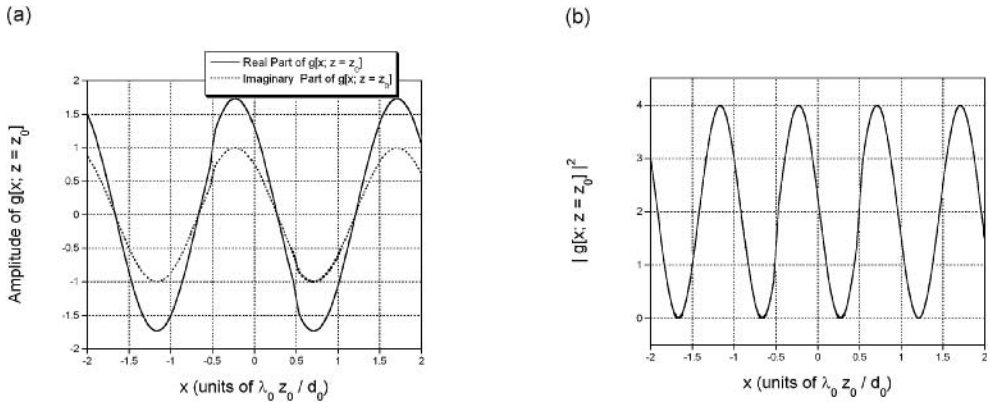 (a)
Real Part of g[x; z = z₀]
Imaginary Part of g[x; z = z₀]
Amplitude of g[x; z = z₀]
2
1.5
1
0.5
0
-0.5
-1
-1.5
-2
-2 -1.5 -1 -0.5 0 0.5 1 1.5 2
x (units of λ₀ z₀ / d₀)
(b)
| g[x; z = z₀] |²
4
3
2
1
0
-2 -1.5 -1 -0.5 0 0.5 1 1.5 2
x (units of λ₀ z₀ / d₀)